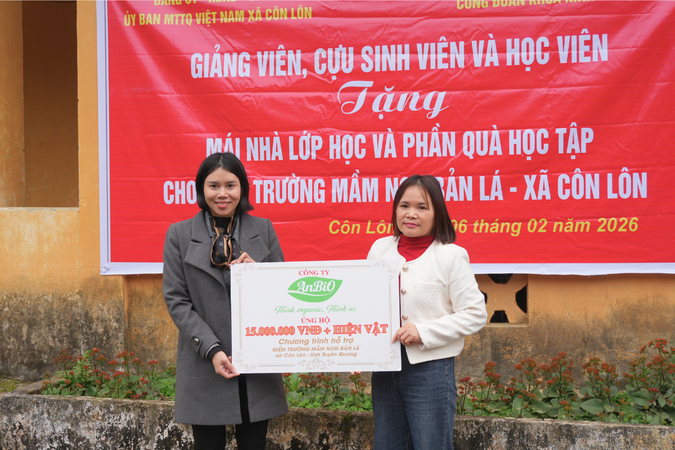 ỦY BAN MTTQ VIỆT NAM XÃ CÔN LÔN
CÔNG ĐOÀN KHOA
GIẢNG VIÊN, CỰU SINH VIÊN VÀ HỌC VIÊN
Tặng
MÁI NHÀ LỚP HỌC VÀ PHẦN QUÀ HỌC TẬP
CHO TRƯỜNG MẦM NON BẢN LÁ - XÃ CÔN LÔN
Côn Lôn, 06 tháng 02 năm 2026
CÔNG TY
AnBiO
Think organic, Think us
ỦNG HỘ
15.000.000 VNĐ + HIỆN VẬT
Chương trình hỗ trợ
ĐIỂM TRƯỜNG MẦM NON BẢN LÁ
xã Côn Lôn - tỉnh Tuyên Quang